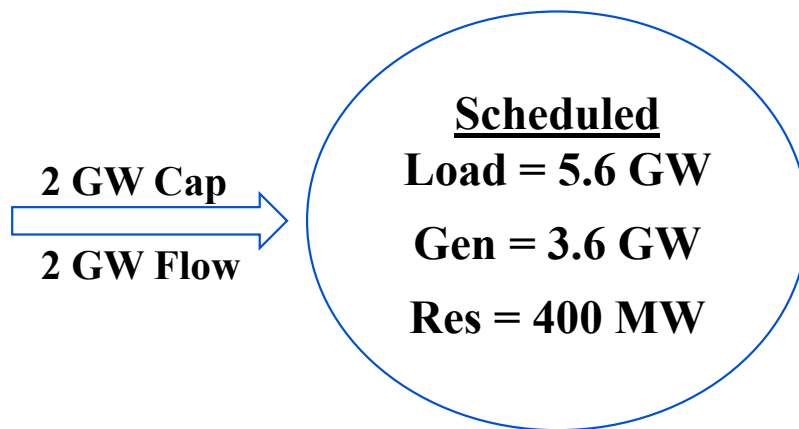 2 GW Cap
2 GW Flow
Scheduled
Load = 5.6 GW
Gen = 3.6 GW
Res = 400 MW